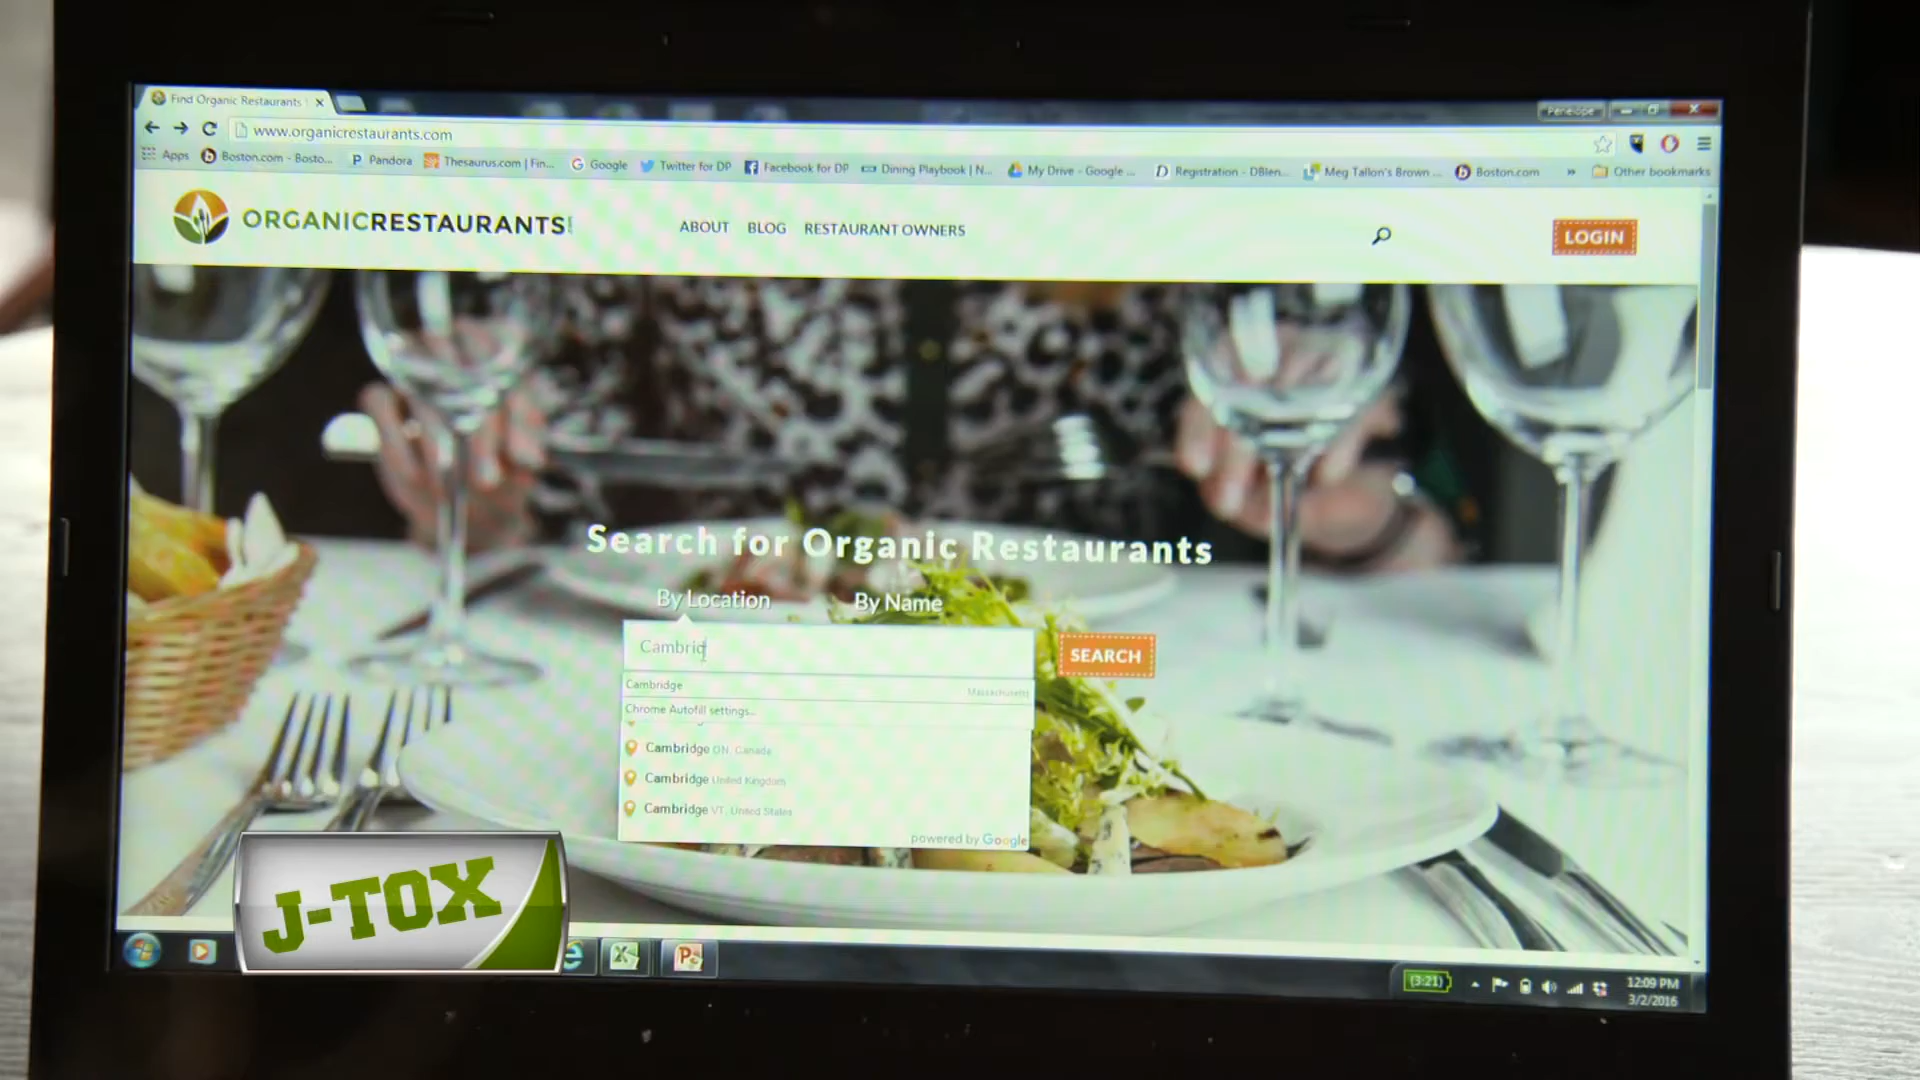 Find Organic Restaurants
Penelope
www.organicrestaurants.com
Apps
Boston.com - Bosto...
Pandora
Thesaurus.com | Fin...
Google
Twitter for DP
Facebook for DP
Dining Playbook | N...
My Drive - Google ...
Registration - DBlen...
Meg Tallon's Brown ...
Boston.com
»
Other bookmarks
ORGANICRESTAURANTS
ABOUT
BLOG
RESTAURANT OWNERS
LOGIN
Search for Organic Restaurants
By Location
By Name
Cambrid
SEARCH
Cambridge
Massachusetts
Chrome Autofill settings...
Cambridge ON, Canada
Cambridge United Kingdom
Cambridge VT, United States
powered by Google
J-TOX
(3:21)
12:09 PM
3/2/2016